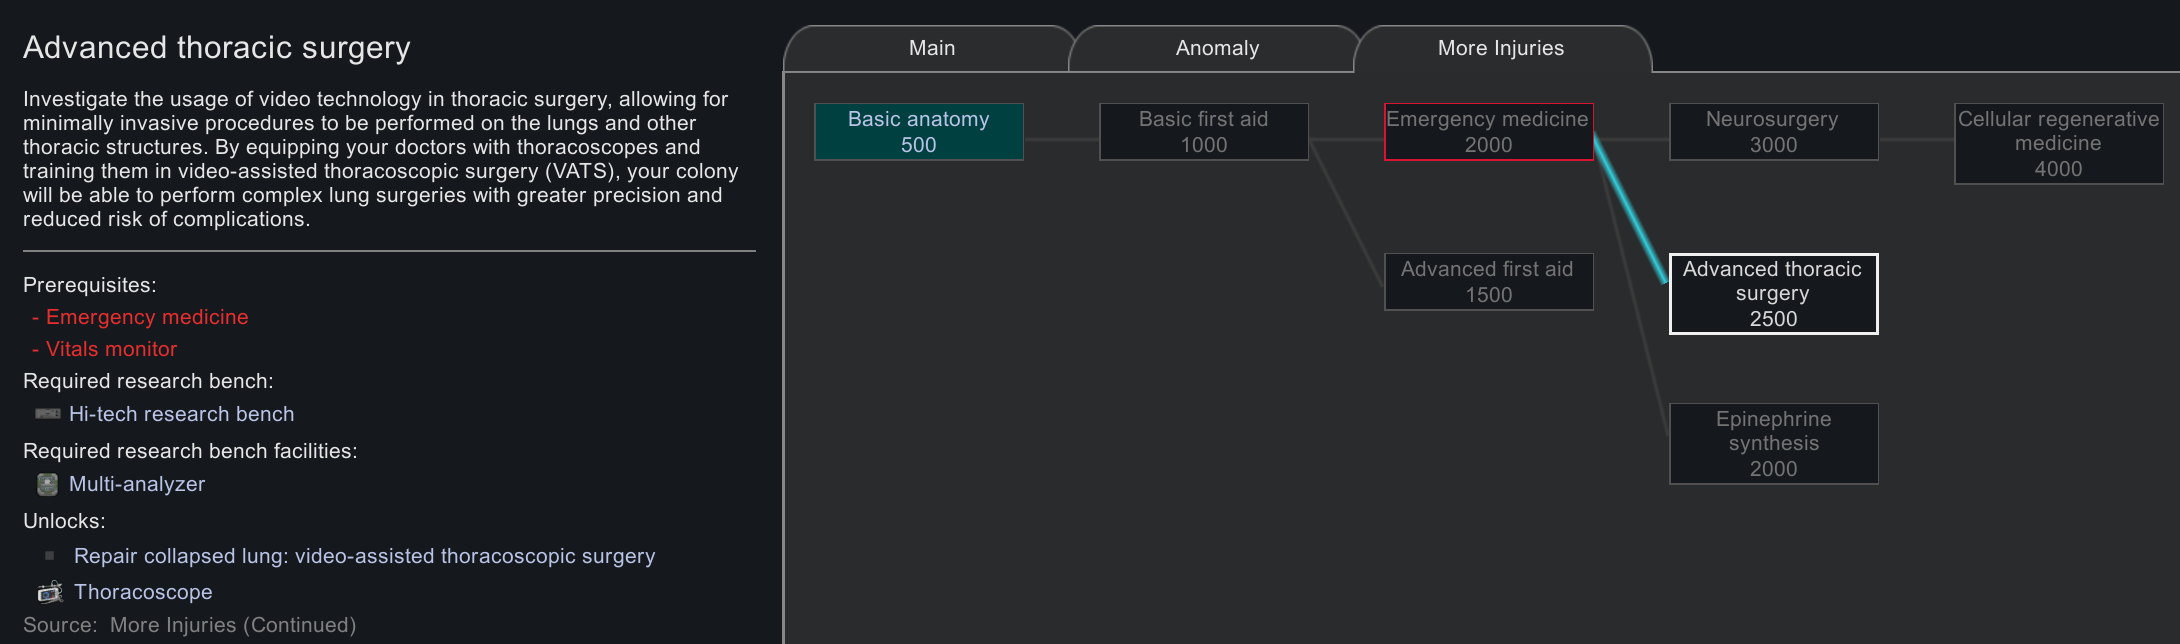 Advanced thoracic surgery
Investigate the usage of video technology in thoracic surgery, allowing for
minimally invasive procedures to be performed on the lungs and other
thoracic structures. By equipping your doctors with thoracoscopes and
training them in video-assisted thoracoscopic surgery (VATS), your colony
will be able to perform complex lung surgeries with greater precision and
reduced risk of complications.
Prerequisites:
- Emergency medicine
- Vitals monitor
Required research bench:
Hi-tech research bench
Required research bench facilities:
Multi-analyzer
Unlocks:
Repair collapsed lung: video-assisted thoracoscopic surgery
Thoracoscope
Source: More Injuries (Continued)
Main
Anomaly
More Injuries
Basic anatomy
500
Basic first aid
1000
Emergency medicine
2000
Neurosurgery
3000
Cellular regenerative
medicine
4000
Advanced first aid
1500
Advanced thoracic
surgery
2500
Epinephrine
synthesis
2000